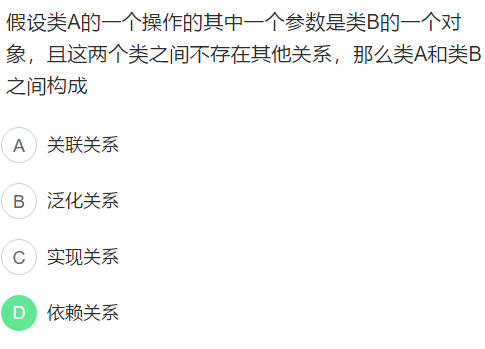 假设类A的一个操作的其中一个参数是类B的一个对
象，且这两个类之间不存在其他关系，那么类A和类B
之间构成
A 关联关系
B 泛化关系
C 实现关系
D 依赖关系